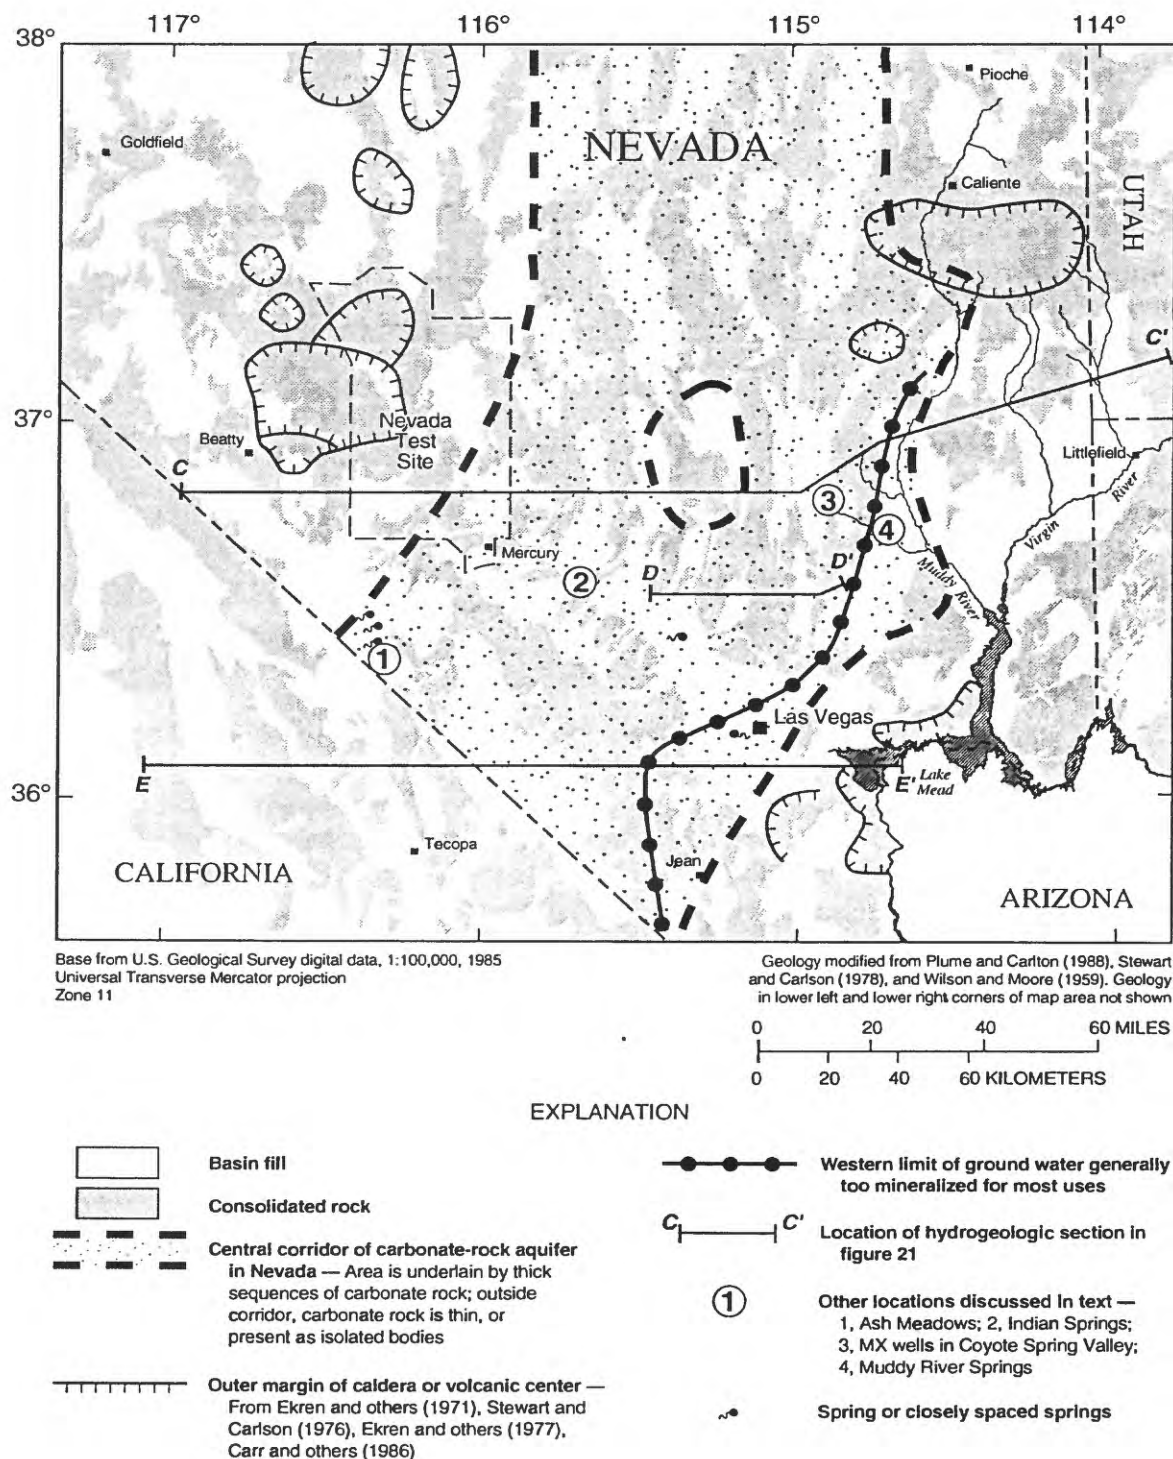 117° 116° 115° 114°
38°
Pioche
Goldfield
NEVADA
Caliente
UTAH
C'
37°
Nevada
Test
Site
Beatty
Littlefield
C
River
Virgin
3
4
Mercury
2
D D'
Muddy River
1
Las Vegas
E E' Lake
Mead
36°
Tecopa
Jean
CALIFORNIA
ARIZONA
Base from U.S. Geological Survey digital data, 1:100,000, 1985
Universal Transverse Mercator projection
Zone 11
Geology modified from Plume and Carlton (1988), Stewart
and Carlson (1978), and Wilson and Moore (1959). Geology
in lower left and lower right corners of map area not shown
0 20 40 60 MILES
0 20 40 60 KILOMETERS
EXPLANATION
Basin fill
Consolidated rock
Central corridor of carbonate-rock aquifer
in Nevada — Area is underlain by thick
sequences of carbonate rock; outside
corridor, carbonate rock is thin, or
present as isolated bodies
Outer margin of caldera or volcanic center —
From Ekren and others (1971), Stewart and
Carlson (1976), Ekren and others (1977),
Carr and others (1986)
Western limit of ground water generally
too mineralized for most uses
C C' Location of hydrogeologic section in
figure 21
1 Other locations discussed in text —
1, Ash Meadows; 2, Indian Springs;
3, MX wells in Coyote Spring Valley;
4, Muddy River Springs
Spring or closely spaced springs